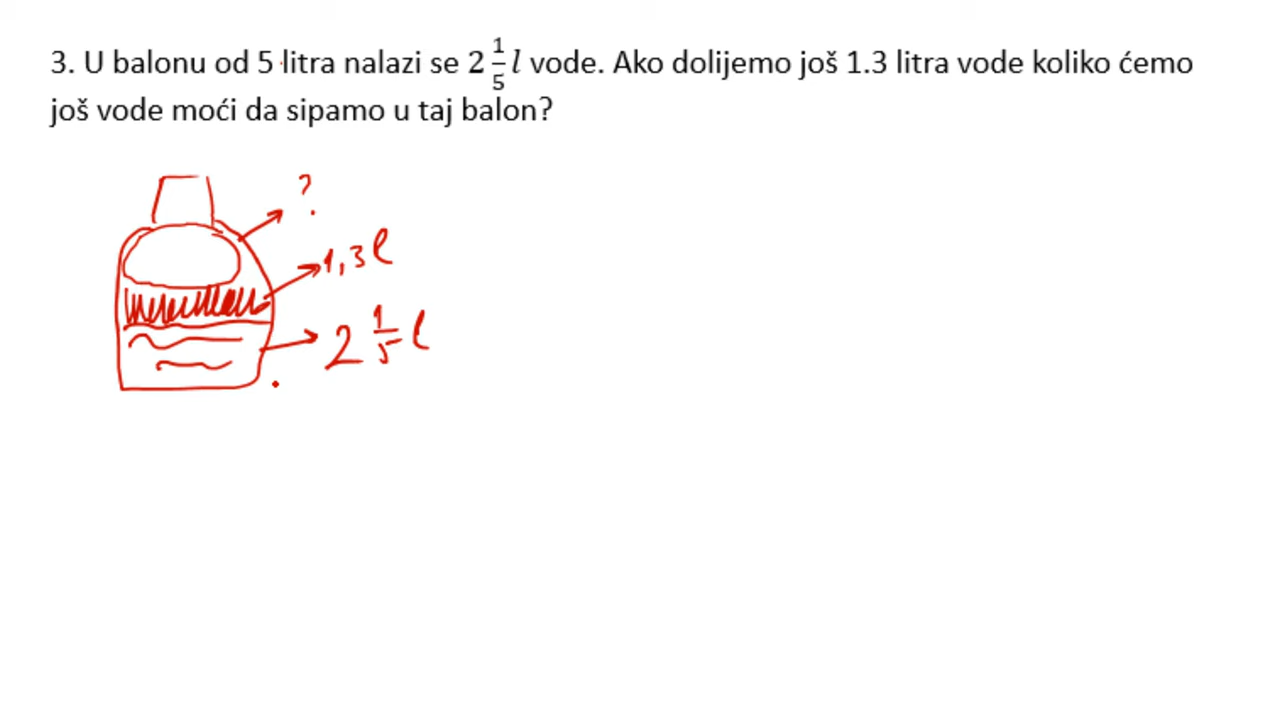 3. U balonu od 5 litra nalazi se 2 1/5 l vode. Ako dolijemo još 1.3 litra vode koliko ćemo
još vode moći da sipamo u taj balon?
?
1,3 l
2 1/5 l